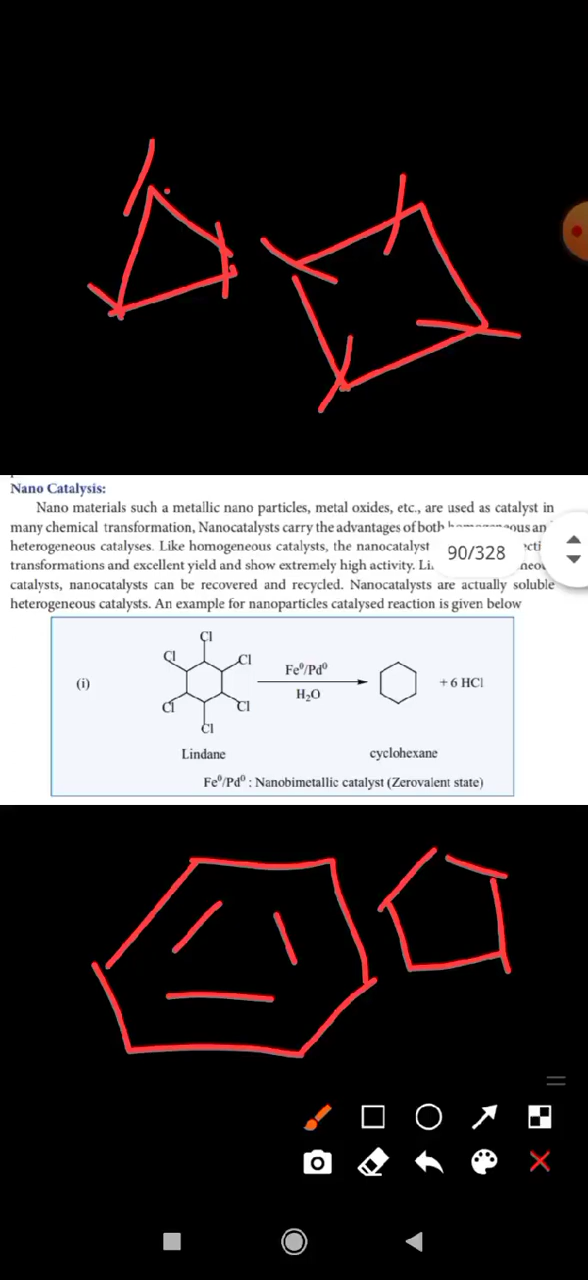 Nano Catalysis:
Nano materials such a metallic nano particles, metal oxides, etc., are used as catalyst in
many chemical transformation, Nanocatalysts carry the advantages of both
heterogeneous catalyses. Like homogeneous catalysts, the nanocatalyst
transformations and excellent yield and show extremely high activity.
catalysts, nanocatalysts can be recovered and recycled. Nanocatalysts are actually soluble
heterogeneous catalysts. An example for nanoparticles catalysed reaction is given below
90/328
Cl
Cl Cl
(i) Fe⁰/Pd⁰ + 6 HCl
H₂O
Cl Cl
Cl
Lindane cyclohexane
Fe⁰/Pd⁰ : Nanobimetallic catalyst (Zerovalent state)